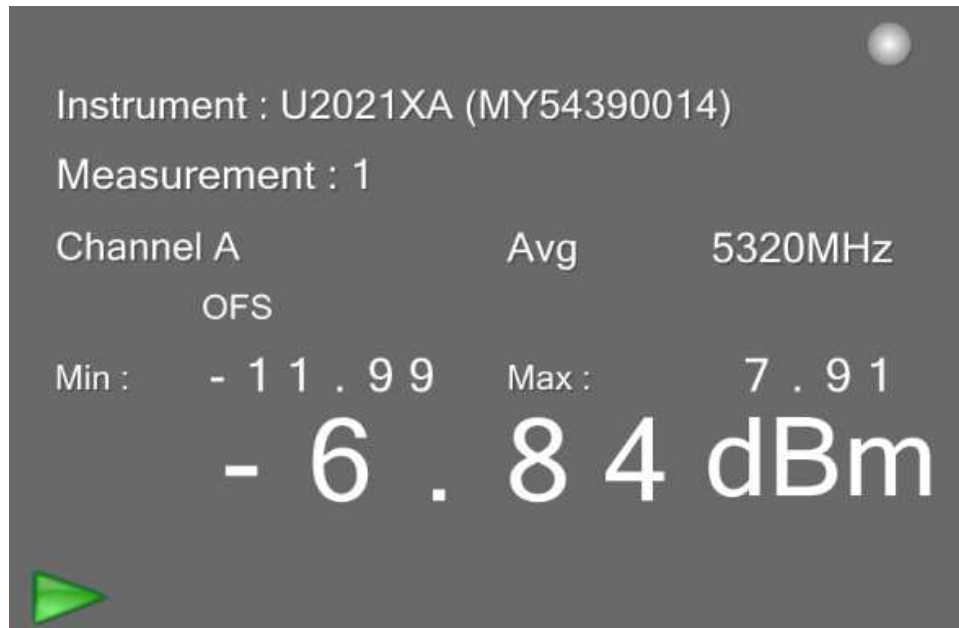 Instrument : U2021XA (MY54390014)
Measurement : 1
Channel A Avg 5320MHz
OFS
Min : -11.99 Max : 7.91
-6.84 dBm